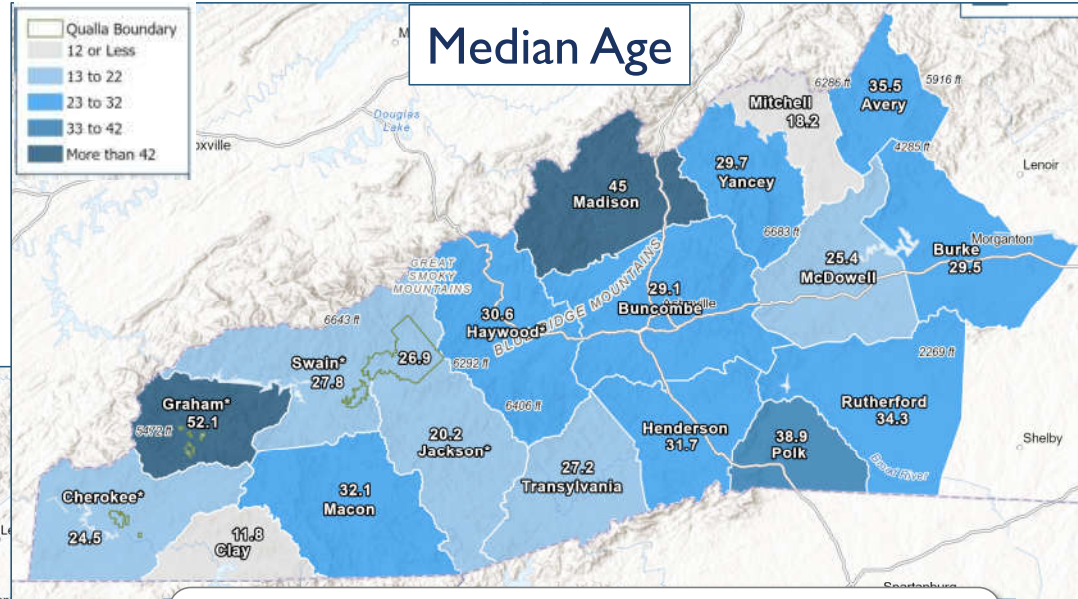 Median Age
Qualla Boundary
12 or Less
13 to 22
23 to 32
33 to 42
More than 42
Douglas
Lake
oxville
6286 ft
35.5
Avery
5916 ft
Mitchell
18.2
4285 ft
Lenoir
29.7
Yancey
45
Madison
6683 ft
25.4
McDowell
Burke
Morganton
29.5
GREAT
SMOKY
MOUNTAINS
BLUE RIDGE MOUNTAINS
29.1
Buncombe
30.6
Haywood*
6643 ft
Swain*
27.8
26.9
6292 ft
2269 ft
Graham*
52.1
5472 ft
6406 ft
Rutherford
34.3
Henderson
31.7
38.9
Polk
Shelby
20.2
Jackson*
27.2
Transylvania
Broad River
Cherokee*
24.5
32.1
Macon
11.8
Clay
Spartanburg